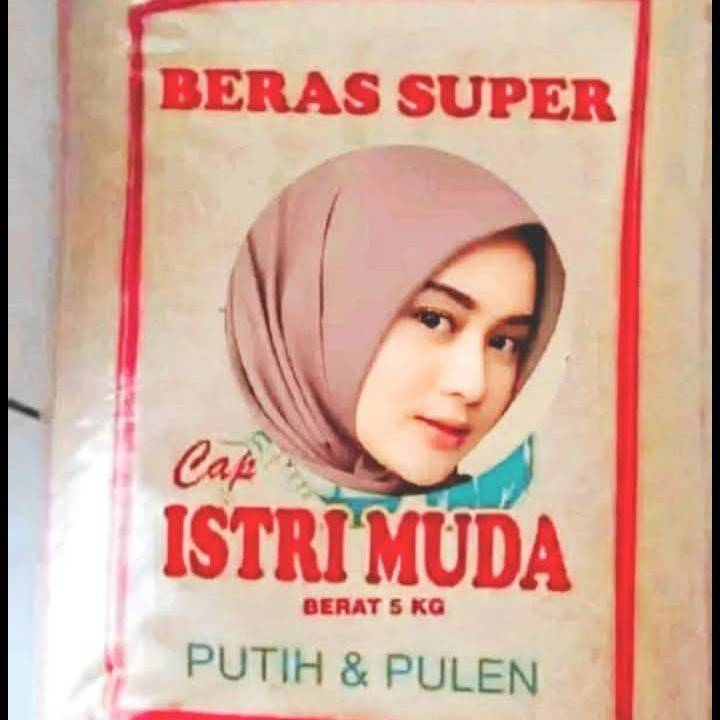 BERAS SUPER
Cap
ISTRI MUDA
BERAT 5 KG
PUTIH & PULEN